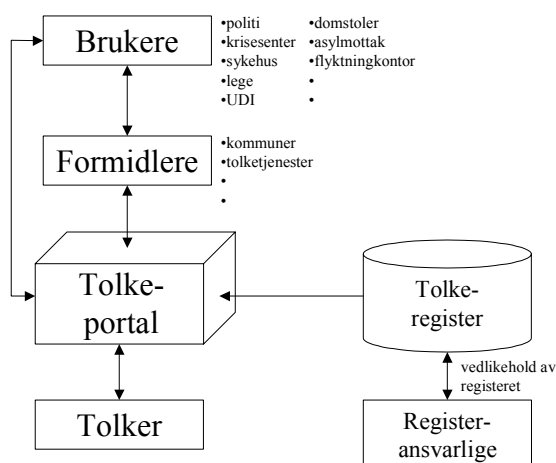 Brukere
•politi
•krisesenter
•sykehus
•lege
•UDI
•domstoler
•asylmottak
•flyktningkontor
•
•
Formidlere
•kommuner
•tolketjenester
•
•
Tolke-
portal
Tolke-
register
vedlikehold av
registeret
Tolker
Register-
ansvarlige